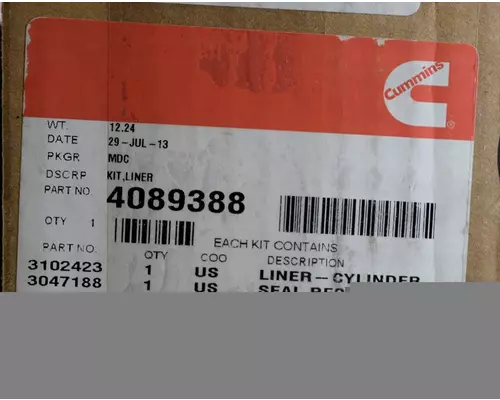 Cummins
WT. 12.24
DATE 29-JUL-13
PKGR MDC
DSCRP KIT,LINER
PART NO. 4089388
QTY 1
EACH KIT CONTAINS
PART NO. QTY COO DESCRIPTION
3102423 1 US LINER-CYLINDER
3047188 1 US SEAL